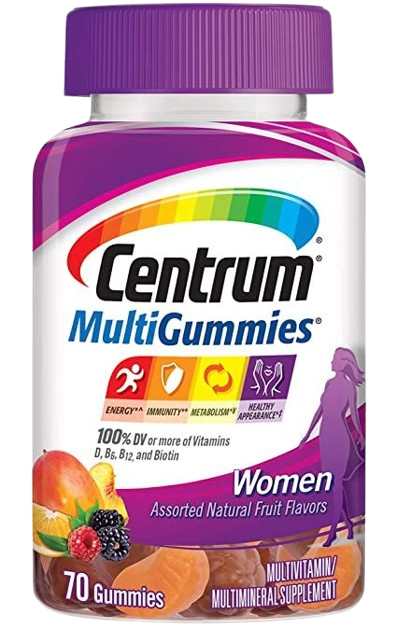 Centrum®
MultiGummies®
ENERGY*^ IMMUNITY** METABOLISM*¥ HEALTHY
APPEARANCE*‡
100% DV or more of Vitamins
D, B6, B12, and Biotin
Women
Assorted Natural Fruit Flavors
70 Gummies
MULTIVITAMIN/
MULTIMINERAL SUPPLEMENT